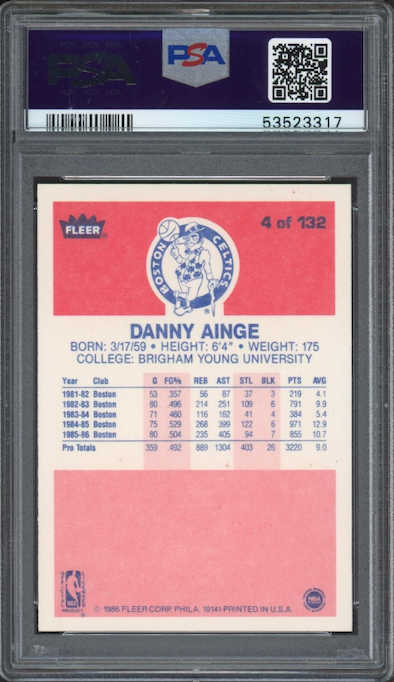 PSA
PSA
53523317
FLEER®
4 of 132
BOSTON CELTICS
®
DANNY AINGE
BORN: 3/17/59 • HEIGHT: 6'4" • WEIGHT: 175
COLLEGE: BRIGHAM YOUNG UNIVERSITY
Year Club G FG% REB AST STL BLK PTS AVG
1981-82 Boston 53 .357 56 87 37 3 219 4.1
1982-83 Boston 80 .496 214 251 109 6 791 9.9
1983-84 Boston 71 .460 116 162 41 4 384 5.4
1984-85 Boston 75 .529 268 399 122 6 971 12.9
1985-86 Boston 80 .504 235 405 94 7 855 10.7
Pro Totals 359 .492 889 1304 403 26 3220 9.0
NBA
PRODUCT
NBA
© 1986 FLEER CORP. PHILA. 19141 PRINTED IN U.S.A.